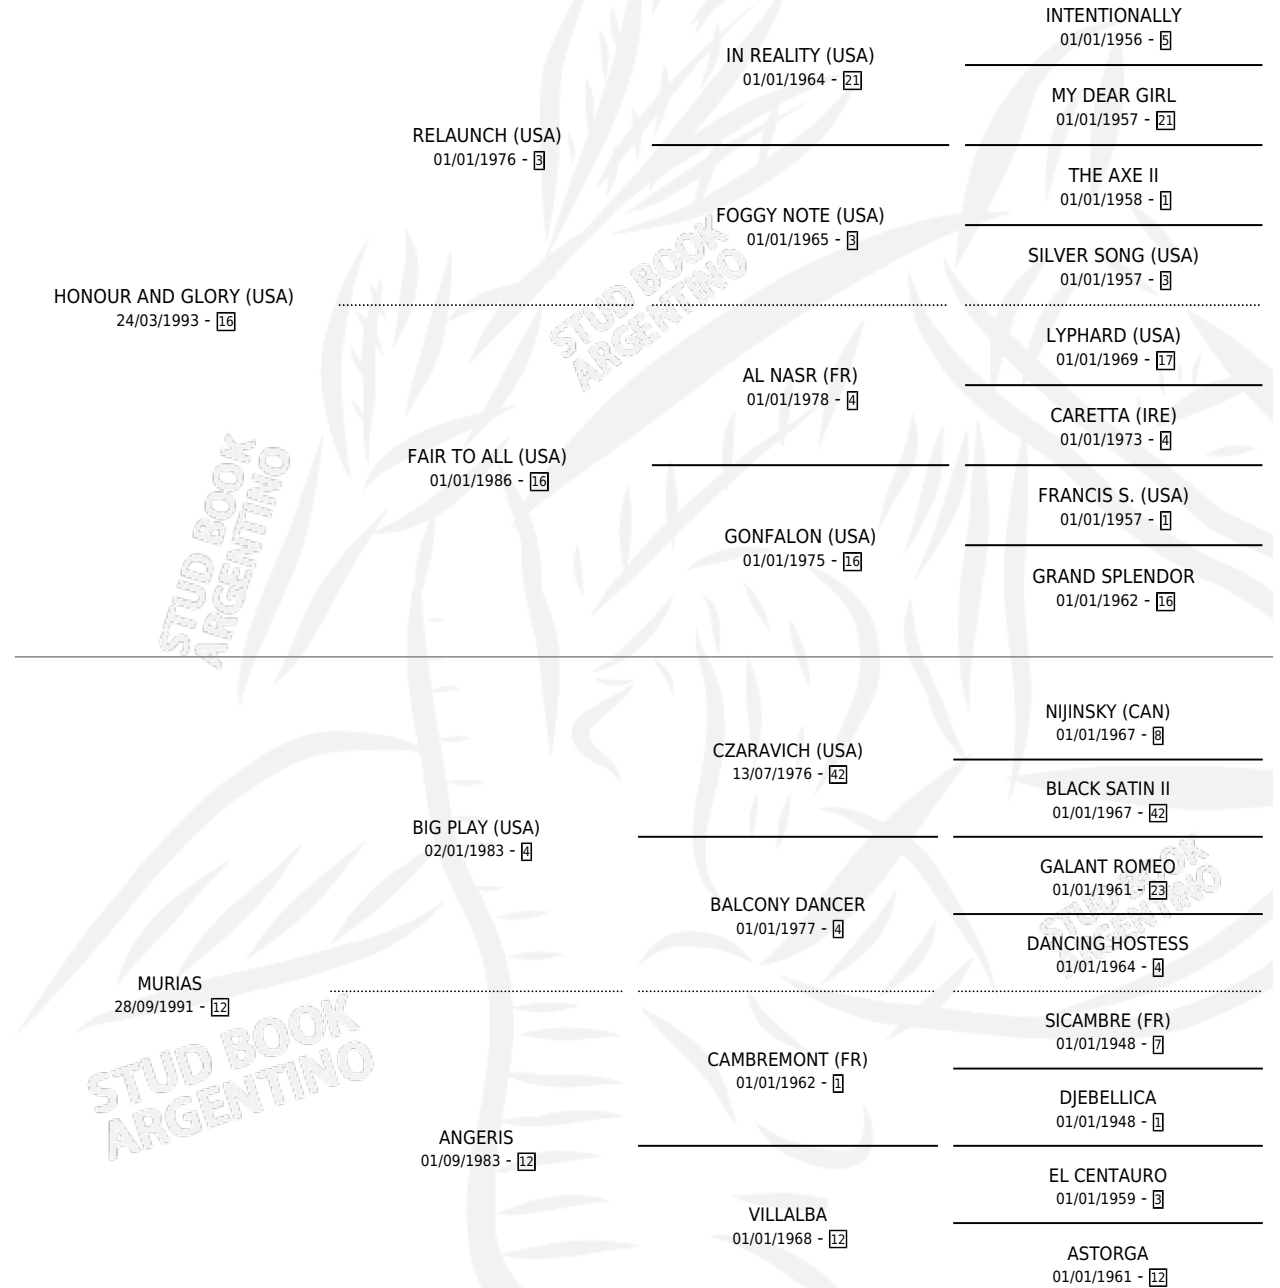 INTENTIONALLY
01/01/1956 - 5
IN REALITY (USA)
01/01/1964 - 21
MY DEAR GIRL
01/01/1957 - 21
RELAUNCH (USA)
01/01/1976 - 3
THE AXE II
01/01/1958 - 1
FOGGY NOTE (USA)
01/01/1965 - 3
SILVER SONG (USA)
01/01/1957 - 3
HONOUR AND GLORY (USA)
24/03/1993 - 16
LYPHARD (USA)
01/01/1969 - 17
AL NASR (FR)
01/01/1978 - 4
CARETTA (IRE)
01/01/1973 - 4
FAIR TO ALL (USA)
01/01/1986 - 16
FRANCIS S. (USA)
01/01/1957 - 1
GONFALON (USA)
01/01/1975 - 16
GRAND SPLENDOR
01/01/1962 - 16
STUD BOOK
ARGENTINO
STUD BOOK
ARGENTINO
NIJINSKY (CAN)
01/01/1967 - 8
CZARAVICH (USA)
13/07/1976 - 42
BLACK SATIN II
01/01/1967 - 42
BIG PLAY (USA)
02/01/1983 - 4
GALANT ROMEO
01/01/1961 - 23
BALCONY DANCER
01/01/1977 - 4
DANCING HOSTESS
01/01/1964 - 4
MURIAS
28/09/1991 - 12
SICAMBRE (FR)
01/01/1948 - 7
CAMBREMONT (FR)
01/01/1962 - 1
DJEBELLICA
01/01/1948 - 1
ANGERIS
01/09/1983 - 12
EL CENTAURO
01/01/1959 - 3
VILLALBA
01/01/1968 - 12
ASTORGA
01/01/1961 - 12
STUD BOOK
ARGENTINO
STUD BOOK
ARGENTINO